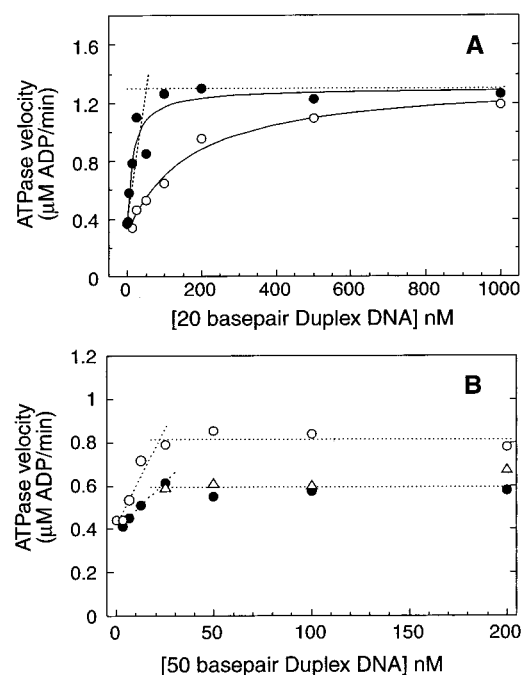 A
1.6
1.2
0.8
0.4
0
ATPase velocity
(µM ADP/min)
0
200
400
600
800
1000
[20 basepair Duplex DNA] nM
B
1.2
1
0.8
0.6
0.4
0.2
0
ATPase velocity
(µM ADP/min)
0
50
100
150
200
[50 basepair Duplex DNA] nM